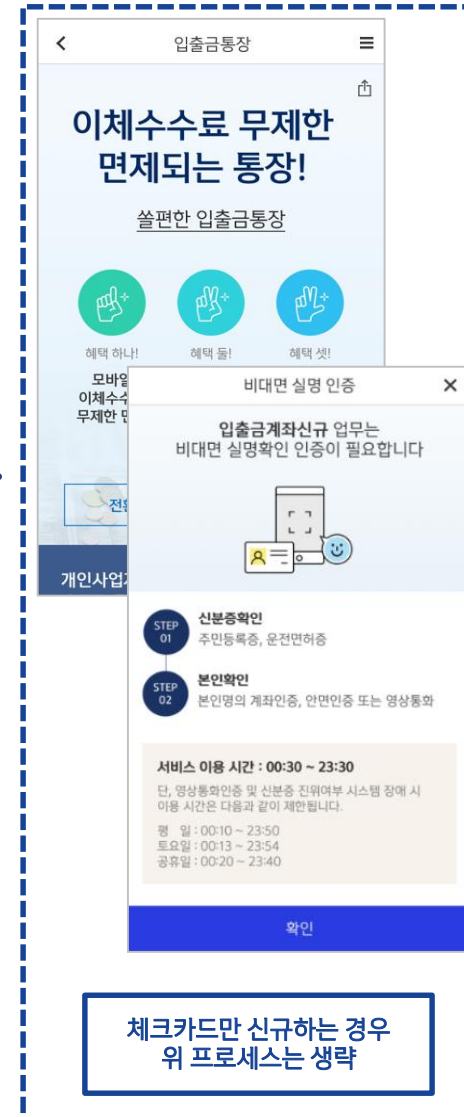 입출금통장
이체수수료 무제한
면제되는 통장!
쏠편한 입출금통장
혜택 하나!
혜택 둘!
혜택 셋!
모바일
이체수수
무제한 면
전환
개인사업자
비대면 실명 인증
입출금계좌신규 업무는
비대면 실명확인 인증이 필요합니다
STEP
01
신분증확인
주민등록증, 운전면허증
STEP
02
본인확인
본인명의 계좌인증, 안면인증 또는 영상통화
서비스 이용 시간 : 00:30 ~ 23:30
단, 영상통화인증 및 신분증 진위여부 시스템 장애 시
이용 시간은 다음과 같이 제한됩니다.
평 일 : 00:10 ~ 23:50
토요일 : 00:13 ~ 23:54
공휴일 : 00:20 ~ 23:40
확인
체크카드만 신규하는 경우
위 프로세스는 생략